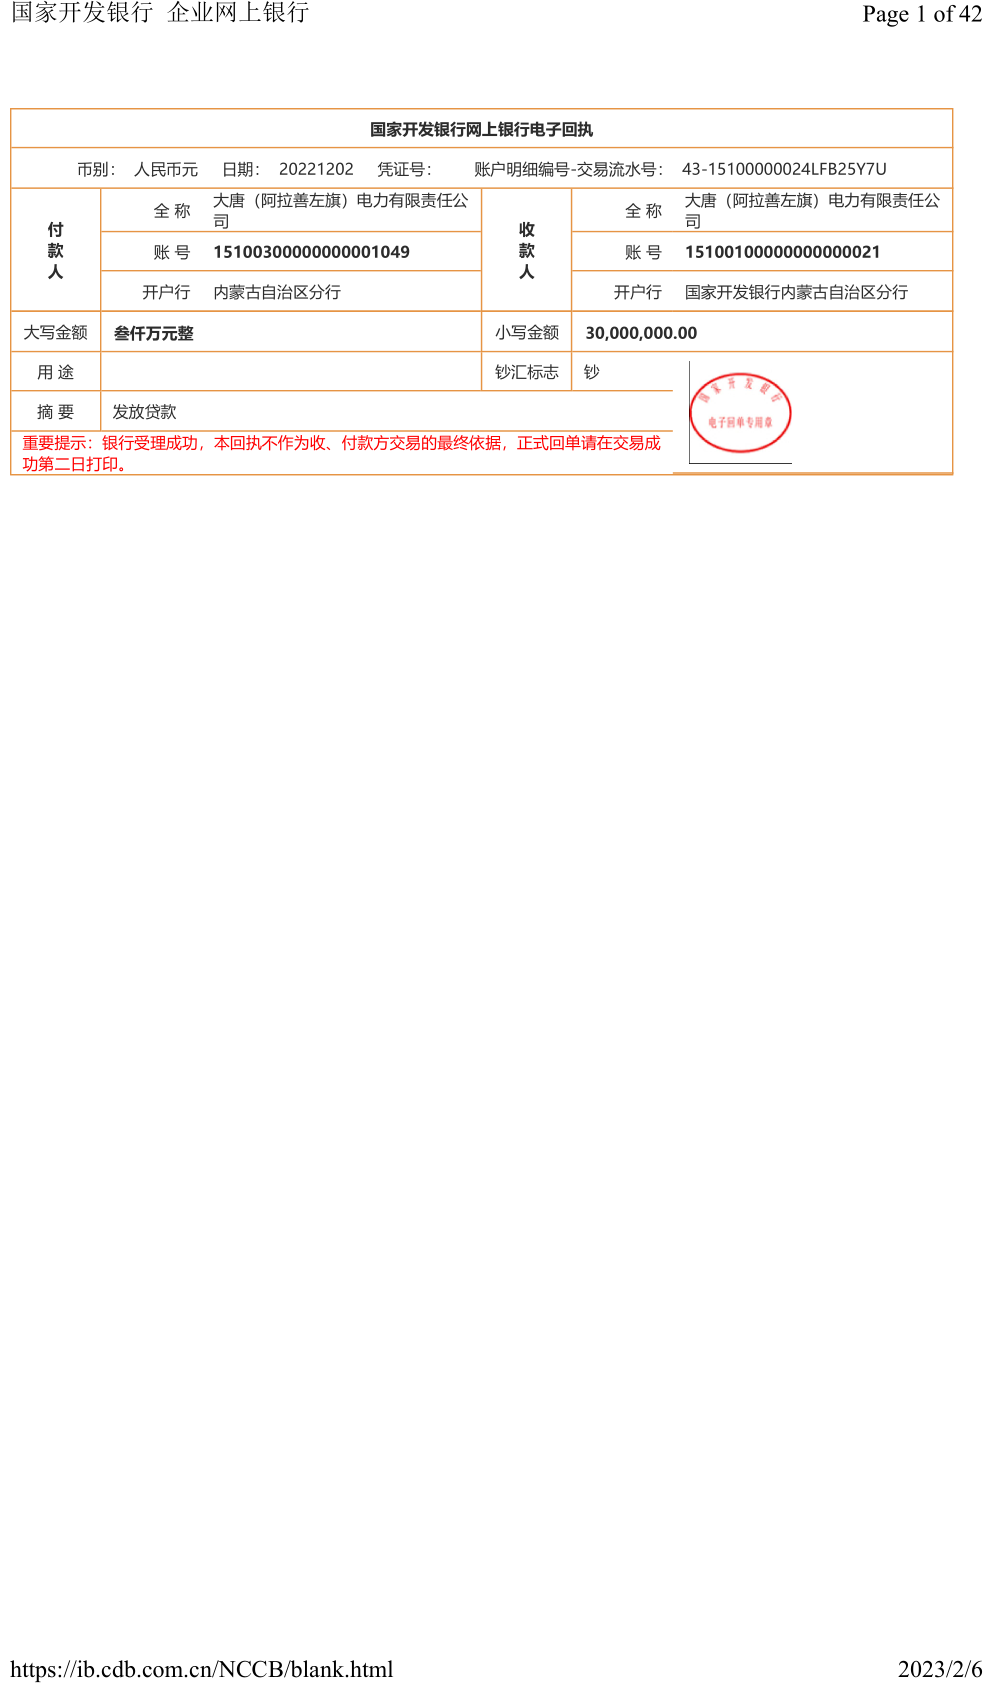 国家开发银行 企业网上银行
Page 1 of 42
国家开发银行网上银行电子回执
币别： 人民币元 日期： 20221202 凭证号： 账户明细编号-交易流水号： 43-15100000024LFB25Y7U
付款人
全 称 大唐（阿拉善左旗）电力有限责任公
司
账 号 15100300000000001049
开户行 内蒙古自治区分行
收款人
全 称 大唐（阿拉善左旗）电力有限责任公
司
账 号 15100100000000000021
开户行 国家开发银行内蒙古自治区分行
大写金额 叁仟万元整 小写金额 30,000,000.00
用 途 钞汇标志 钞
摘 要 发放贷款
国家开发银行
电子回单专用章
重要提示：银行受理成功，本回执不作为收、付款方交易的最终依据，正式回单请在交易成
功第二日打印。
https://ib.cdb.com.cn/NCCB/blank.html
2023/2/6